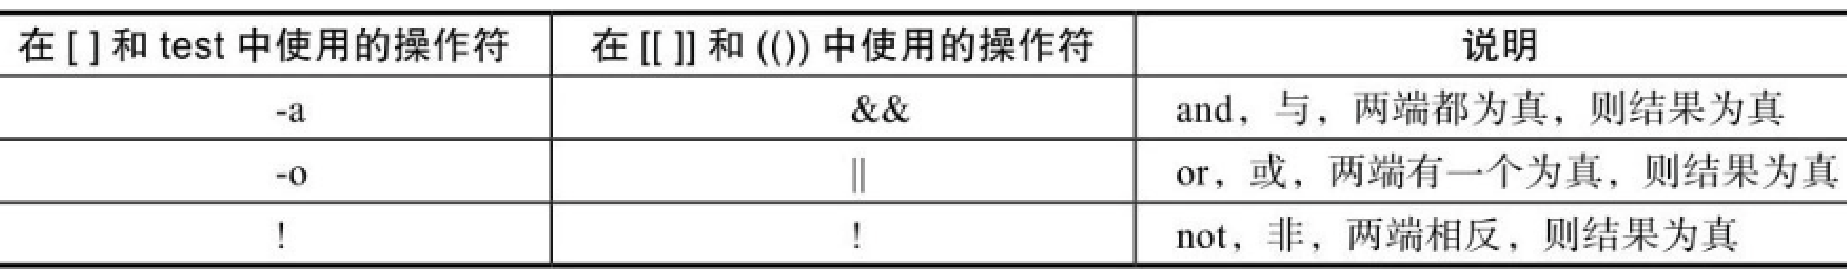 在 [ ] 和 test 中使用的操作符 在 [[ ]] 和 (()) 中使用的操作符 说明
-a && and，与，两端都为真，则结果为真
-o || or，或，两端有一个为真，则结果为真
! ! not，非，两端相反，则结果为真